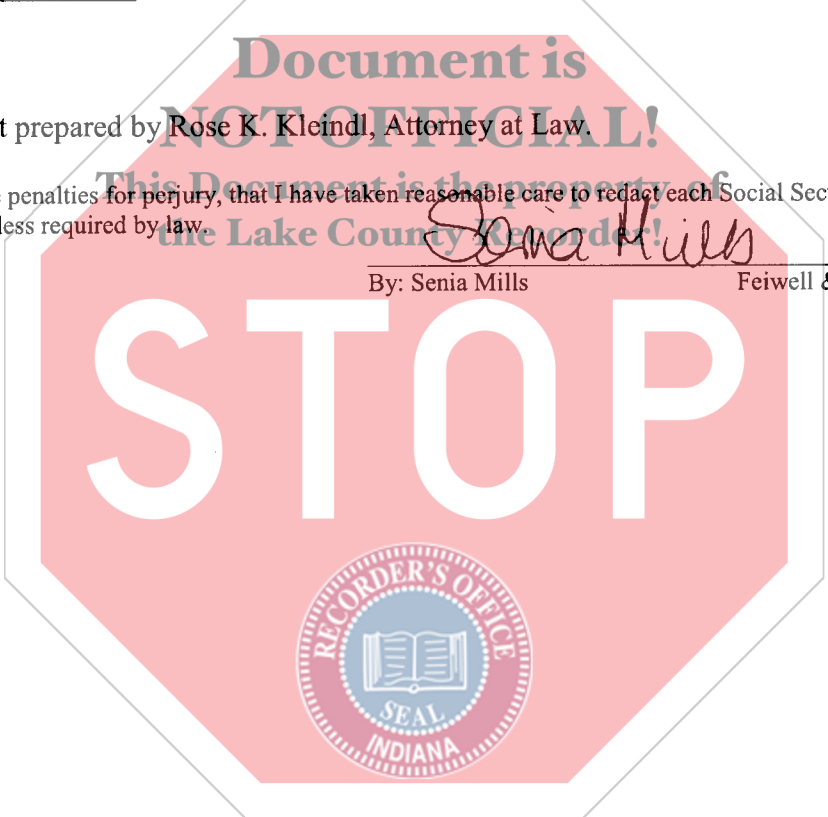 Document is
NOT OFFICIAL!
t prepared by Rose K. Kleindl, Attorney at Law.
This Document is the property of
e penalties for perjury, that I have taken reasonable care to redact each Social Sec
the Lake County Recorder!
less required by law.
Senia Mills
By: Senia Mills Feiwell &
STOP
RECORDER'S OFFICE
SEAL
INDIANA